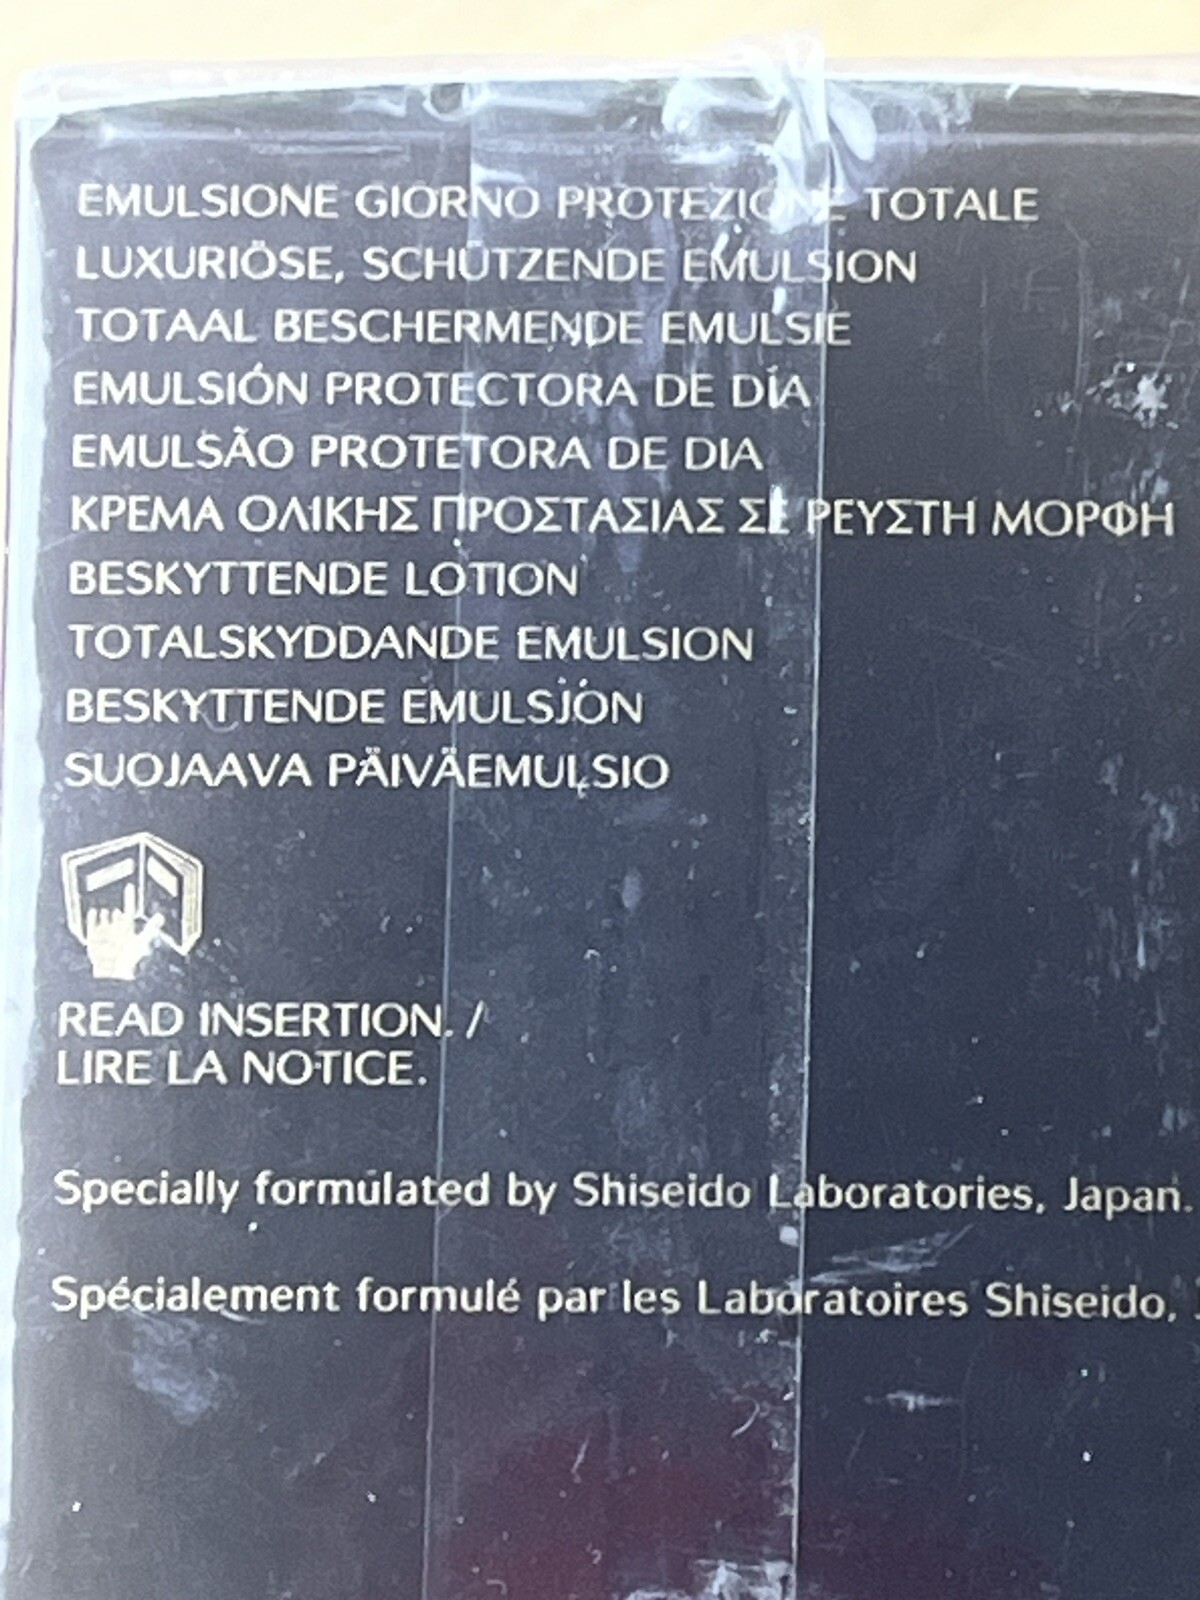 EMULSIONE GIORNO PROTEZIONE TOTALE
LUXURIÖSE, SCHÜTZENDE EMULSION
TOTAAL BESCHERMENDE EMULSIE
EMULSIÓN PROTECTORA DE DÍA
EMULSÃO PROTETORA DE DIA
ΚΡΕΜΑ ΟΛΙΚΗΣ ΠΡΟΣΤΑΣΙΑΣ ΣΕ ΡΕΥΣΤΗ ΜΟΡΦΗ
BESKYTTENDE LOTION
TOTALSKYDDANDE EMULSION
BESKYTTENDE EMULSJON
SUOJAAVA PÄIVÄEMULSIO
READ INSERTION. /
LIRE LA NOTICE.
Specially formulated by Shiseido Laboratories, Japan.
Spécialement formulé par les Laboratoires Shiseido,